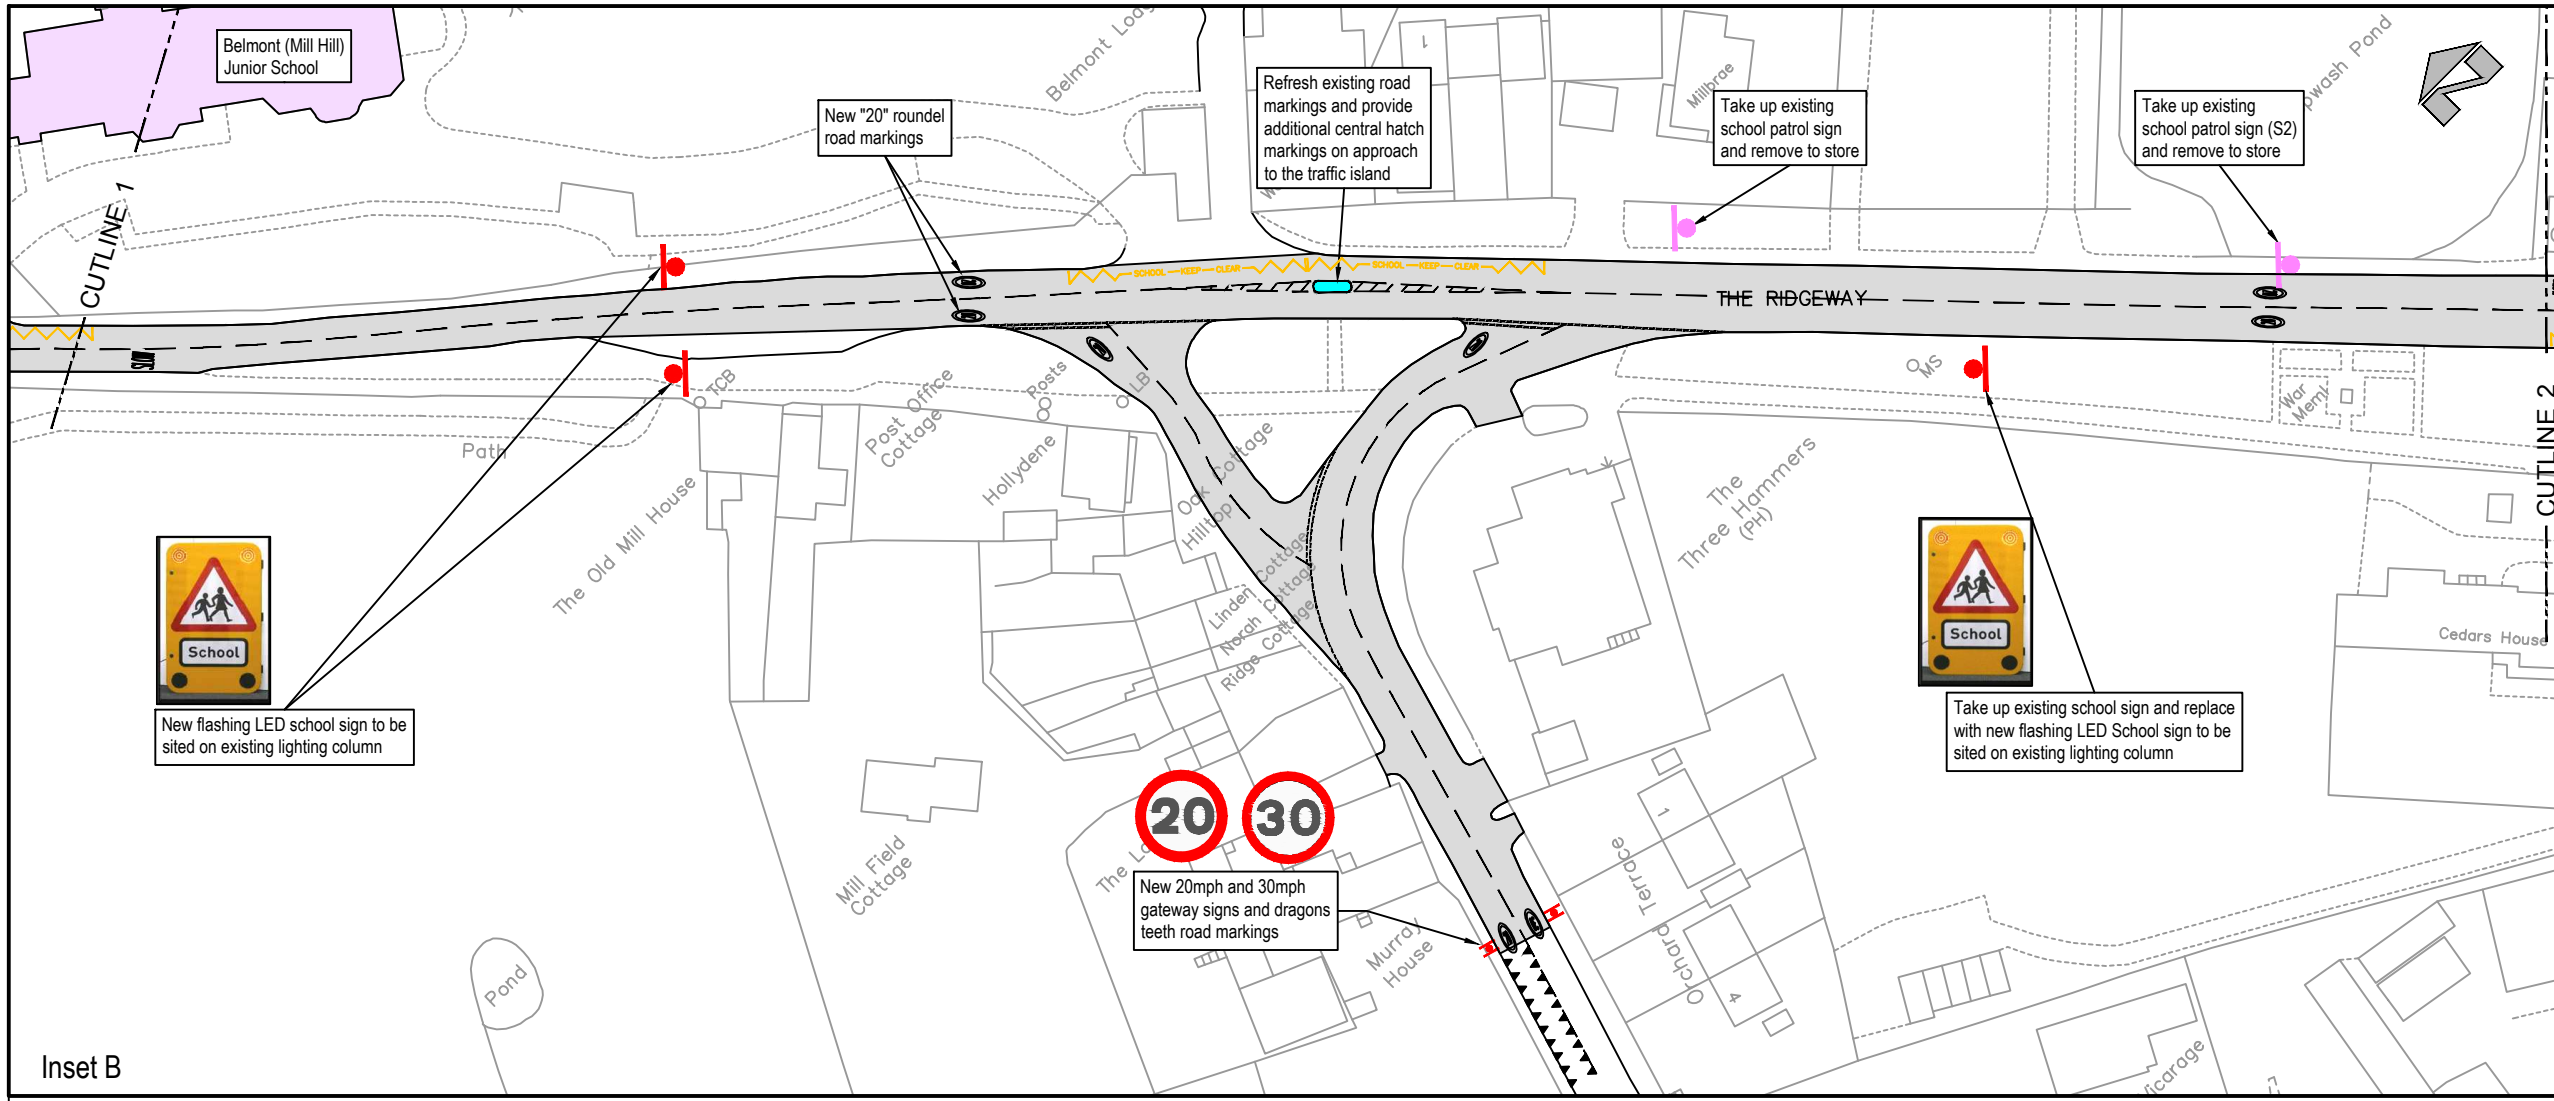 Belmont (Mill Hill)
Junior School
CUTLINE 1
New "20" roundel
road markings
Refresh existing road
markings and provide
additional central hatch
markings on approach
to the traffic island
1
Millbrae
Take up existing
school patrol sign
and remove to store
Take up existing
school patrol sign (S2)
and remove to store
SCHOOL KEEP CLEAR
SCHOOL KEEP CLEAR
THE RIDGEWAY
Path
TCB
Post Office
Cottage
Posts
LB
Hollydene
Oak Cottage
Hilltop
Linden Cottage
Norah Cottage
Ridge Cottage
The Old Mill House
The
Three Hammers
(PH)
MS
War
Meml
CUTLINE 2
Cedars House
School
New flashing LED school sign to be
sited on existing lighting column
School
Take up existing school sign and replace
with new flashing LED School sign to be
sited on existing lighting column
20
30
New 20mph and 30mph
gateway signs and dragons
teeth road markings
Mill Field
Cottage
Murray
House
Orchard Terrace
1
4
Pond
Inset B